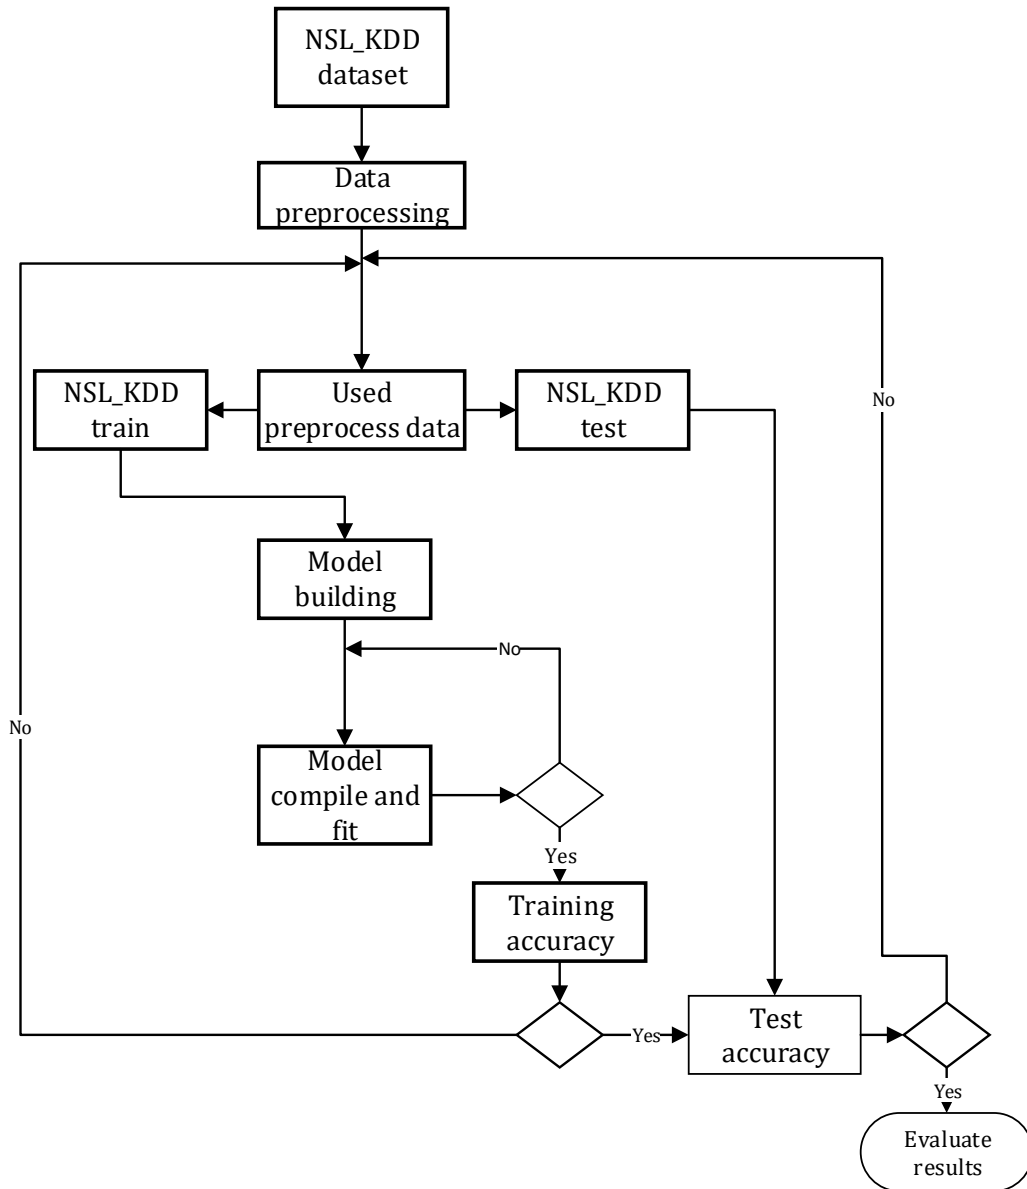 NSL_KDD
dataset
Data
preprocessing
NSL_KDD
train
Used
preprocess data
NSL_KDD
test
No
Model
building
No
No
Model
compile and
fit
Yes
Training
accuracy
Yes
Test
accuracy
Yes
Evaluate
results